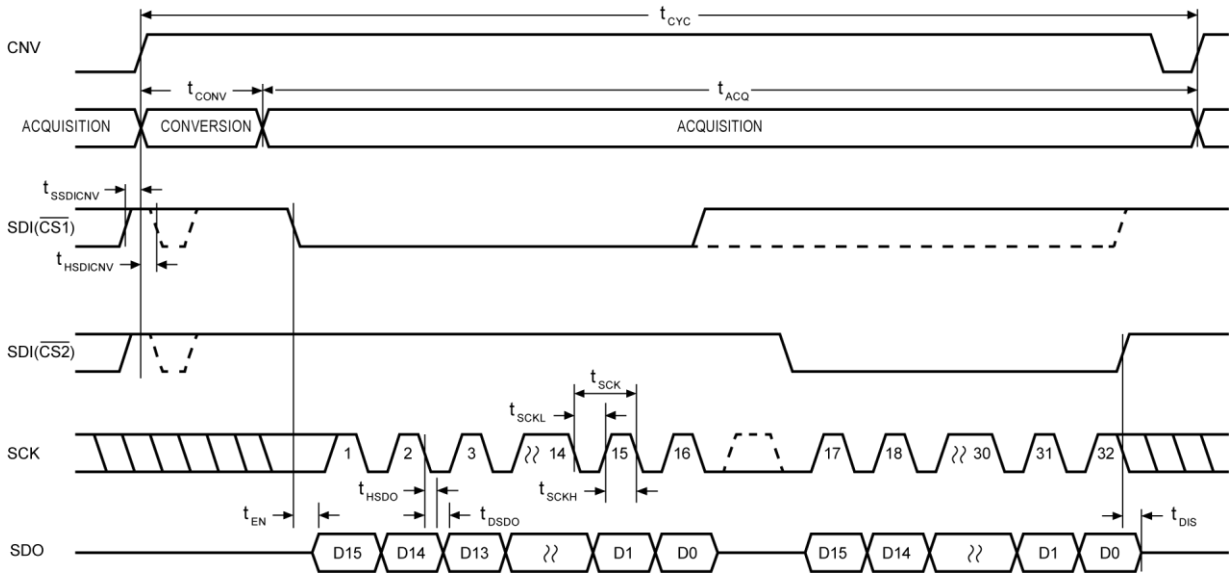 tCYC
CNV
tCONV
tACQ
ACQUISITION CONVERSION ACQUISITION
tSSDICNV
SDI(CS1)
tHSDICNV
SDI(CS2)
tSCK
tSCKL
SCK 1 2 3 14 15 16 17 18 30 31 32
tHSDO
tSCKH
tEN
tDSDO
tDIS
SDO D15 D14 D13 D1 D0 D15 D14 D1 D0